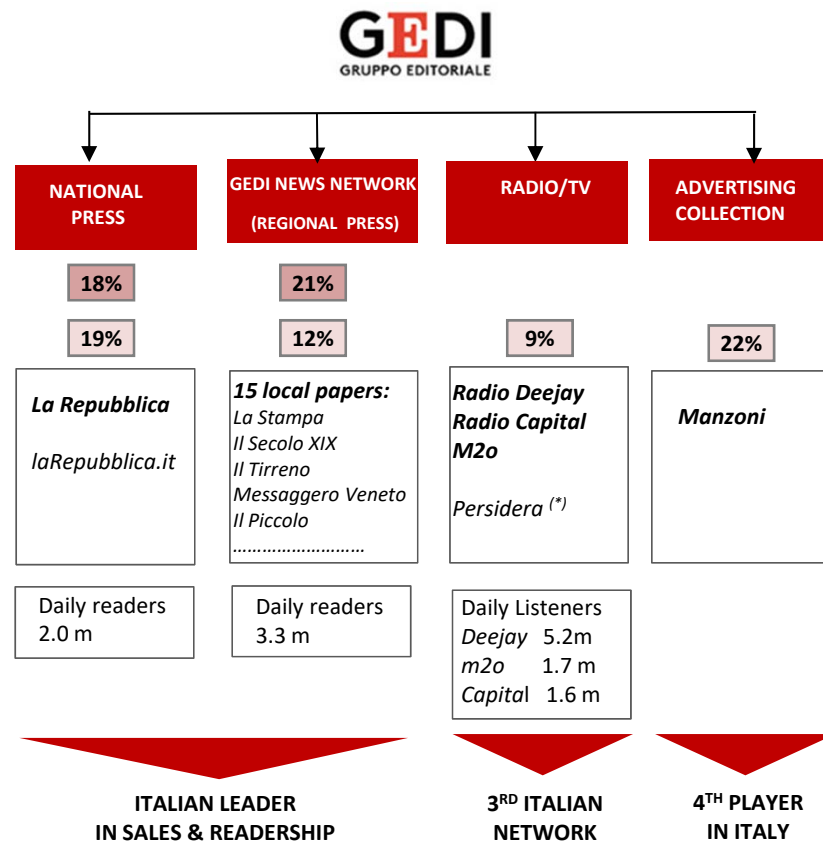 GEDI
GRUPPO EDITORIALE
NATIONAL
PRESS
GEDI NEWS NETWORK
(REGIONAL PRESS)
RADIO/TV
ADVERTISING
COLLECTION
18%
21%
19%
12%
9%
22%
La Repubblica
laRepubblica.it
15 local papers:
La Stampa
Il Secolo XIX
Il Tirreno
Messaggero Veneto
Il Piccolo
………………………
Radio Deejay
Radio Capital
M2o
Persidera (*)
Manzoni
Daily readers
2.0 m
Daily readers
3.3 m
Daily Listeners
Deejay 5.2m
m2o 1.7 m
Capital 1.6 m
ITALIAN LEADER
IN SALES & READERSHIP
3RD ITALIAN
NETWORK
4TH PLAYER
IN ITALY